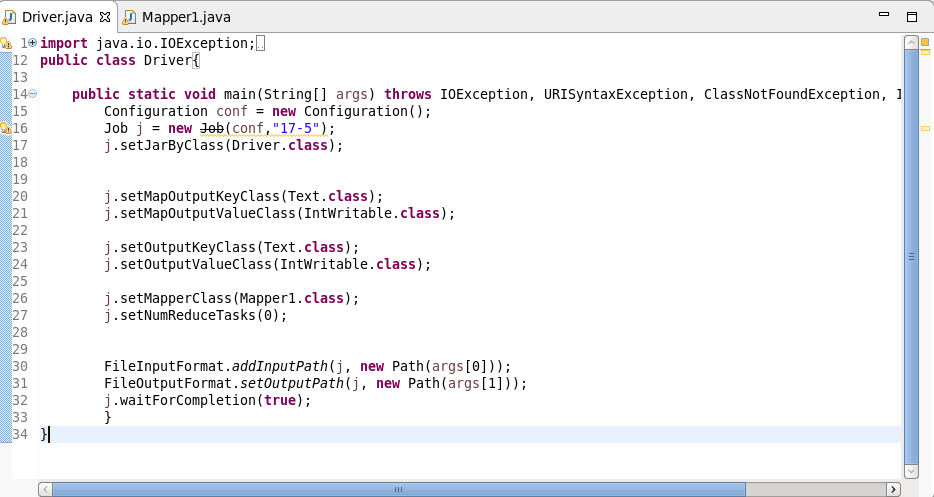 Driver.java
Mapper1.java
1 import java.io.IOException;
12 public class Driver{
13
14 public static void main(String[] args) throws IOException, URISyntaxException, ClassNotFoundException, I
15 Configuration conf = new Configuration();
16 Job j = new Job(conf,"17-5");
17 j.setJarByClass(Driver.class);
18
19
20 j.setMapOutputKeyClass(Text.class);
21 j.setMapOutputValueClass(IntWritable.class);
22
23 j.setOutputKeyClass(Text.class);
24 j.setOutputValueClass(IntWritable.class);
25
26 j.setMapperClass(Mapper1.class);
27 j.setNumReduceTasks(0);
28
29
30 FileInputFormat.addInputPath(j, new Path(args[0]));
31 FileOutputFormat.setOutputPath(j, new Path(args[1]));
32 j.waitForCompletion(true);
33 }
34 }